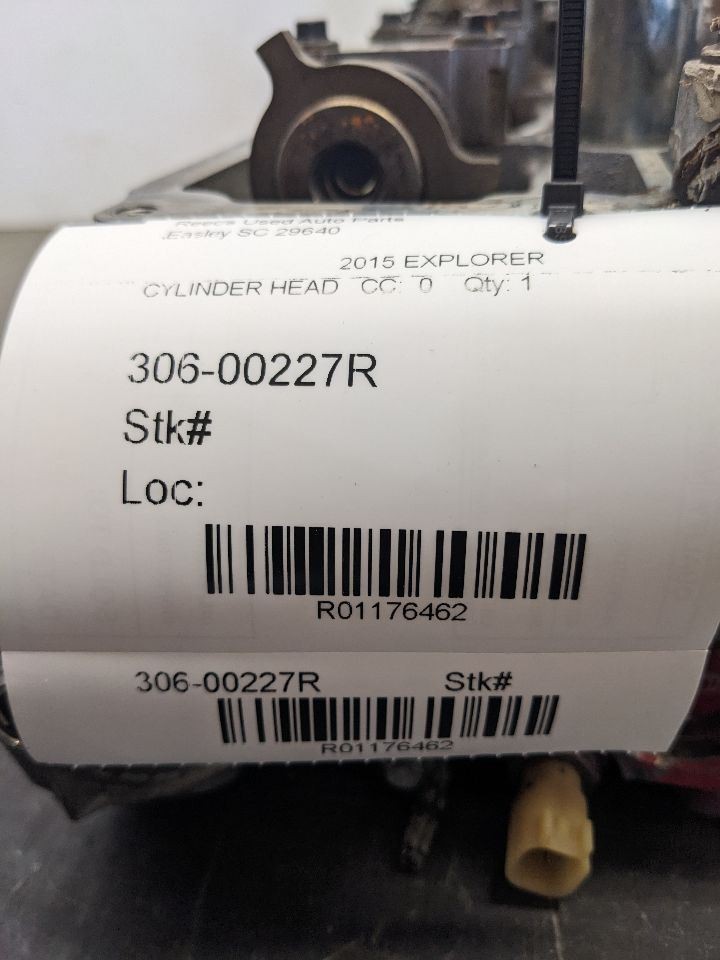 Reeces Used Auto Parts
Easley SC 29640
2015 EXPLORER
CYLINDER HEAD CC: 0 Qty: 1
306-00227R
Stk#
Loc:
R01176462
306-00227R Stk#
R01176462